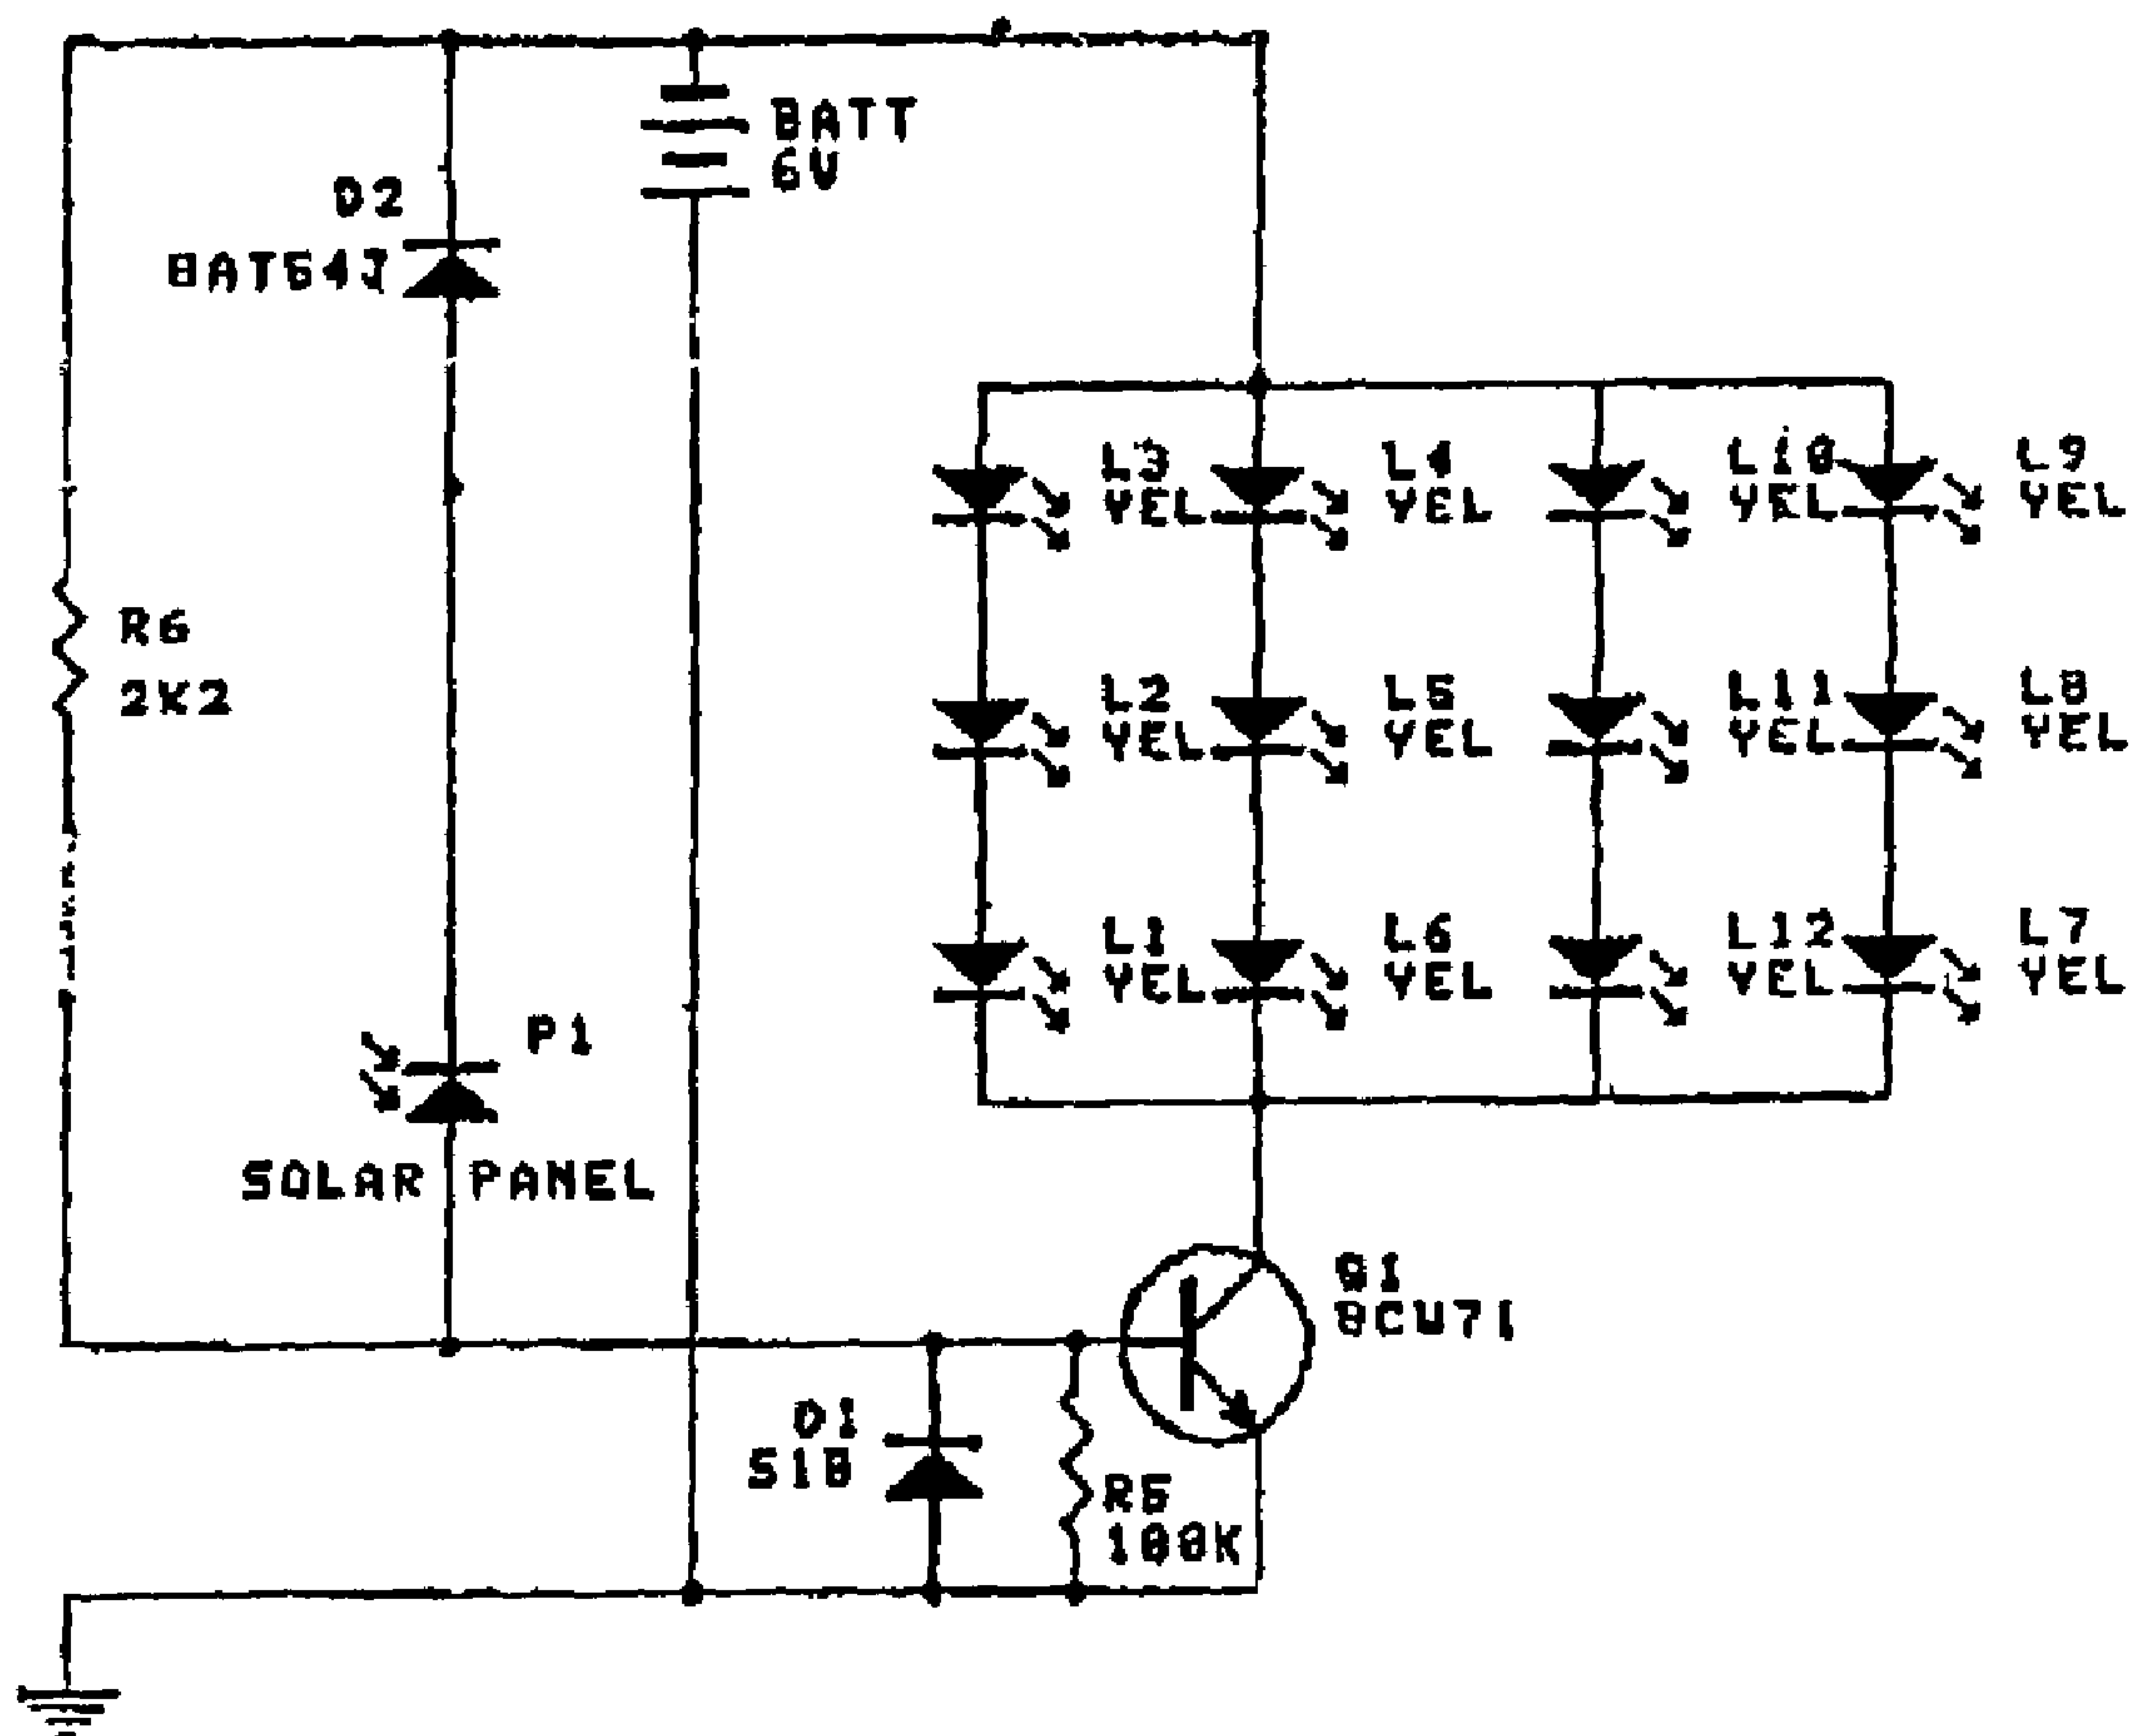 BATT
6V
D2
BAT54J
L3
YEL
L4
YEL
L10
YEL
L9
YEL
R6
2K2
L2
YEL
L5
YEL
L11
YEL
L8
YEL
L1
YEL
L6
YEL
L12
YEL
L7
YEL
P1
SOLAR PANEL
Q1
BCW71
D1
S1B
R5
100K